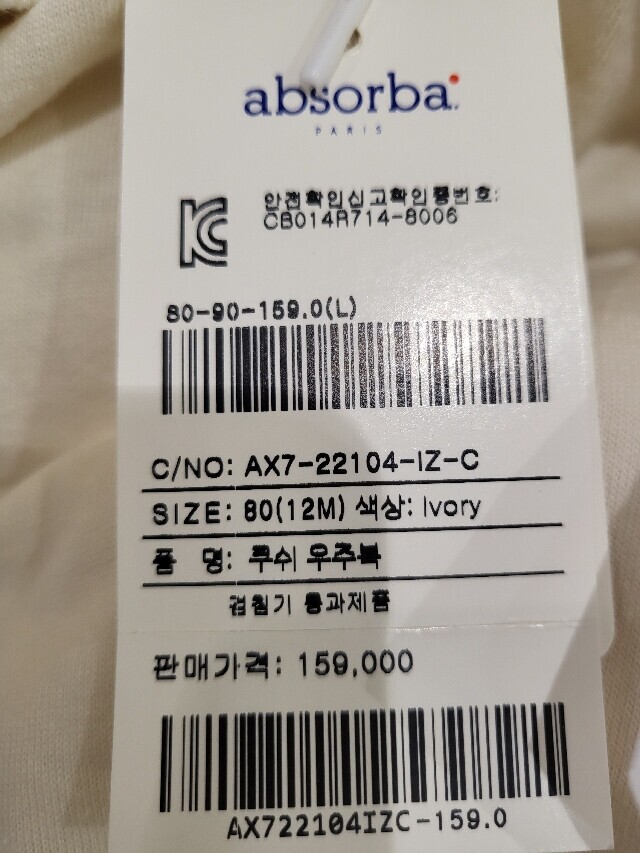 absorba
PARIS
안전확인신고확인증번호:
CB014R714-8006
80-90-159.0(L)
C/NO: AX7-22104-IZ-C
SIZE: 80(12M) 색상: Ivory
품 명: 루쉬 우주복
검침기 통과제품
판매가격: 159,000
AX722104IZC-159.0